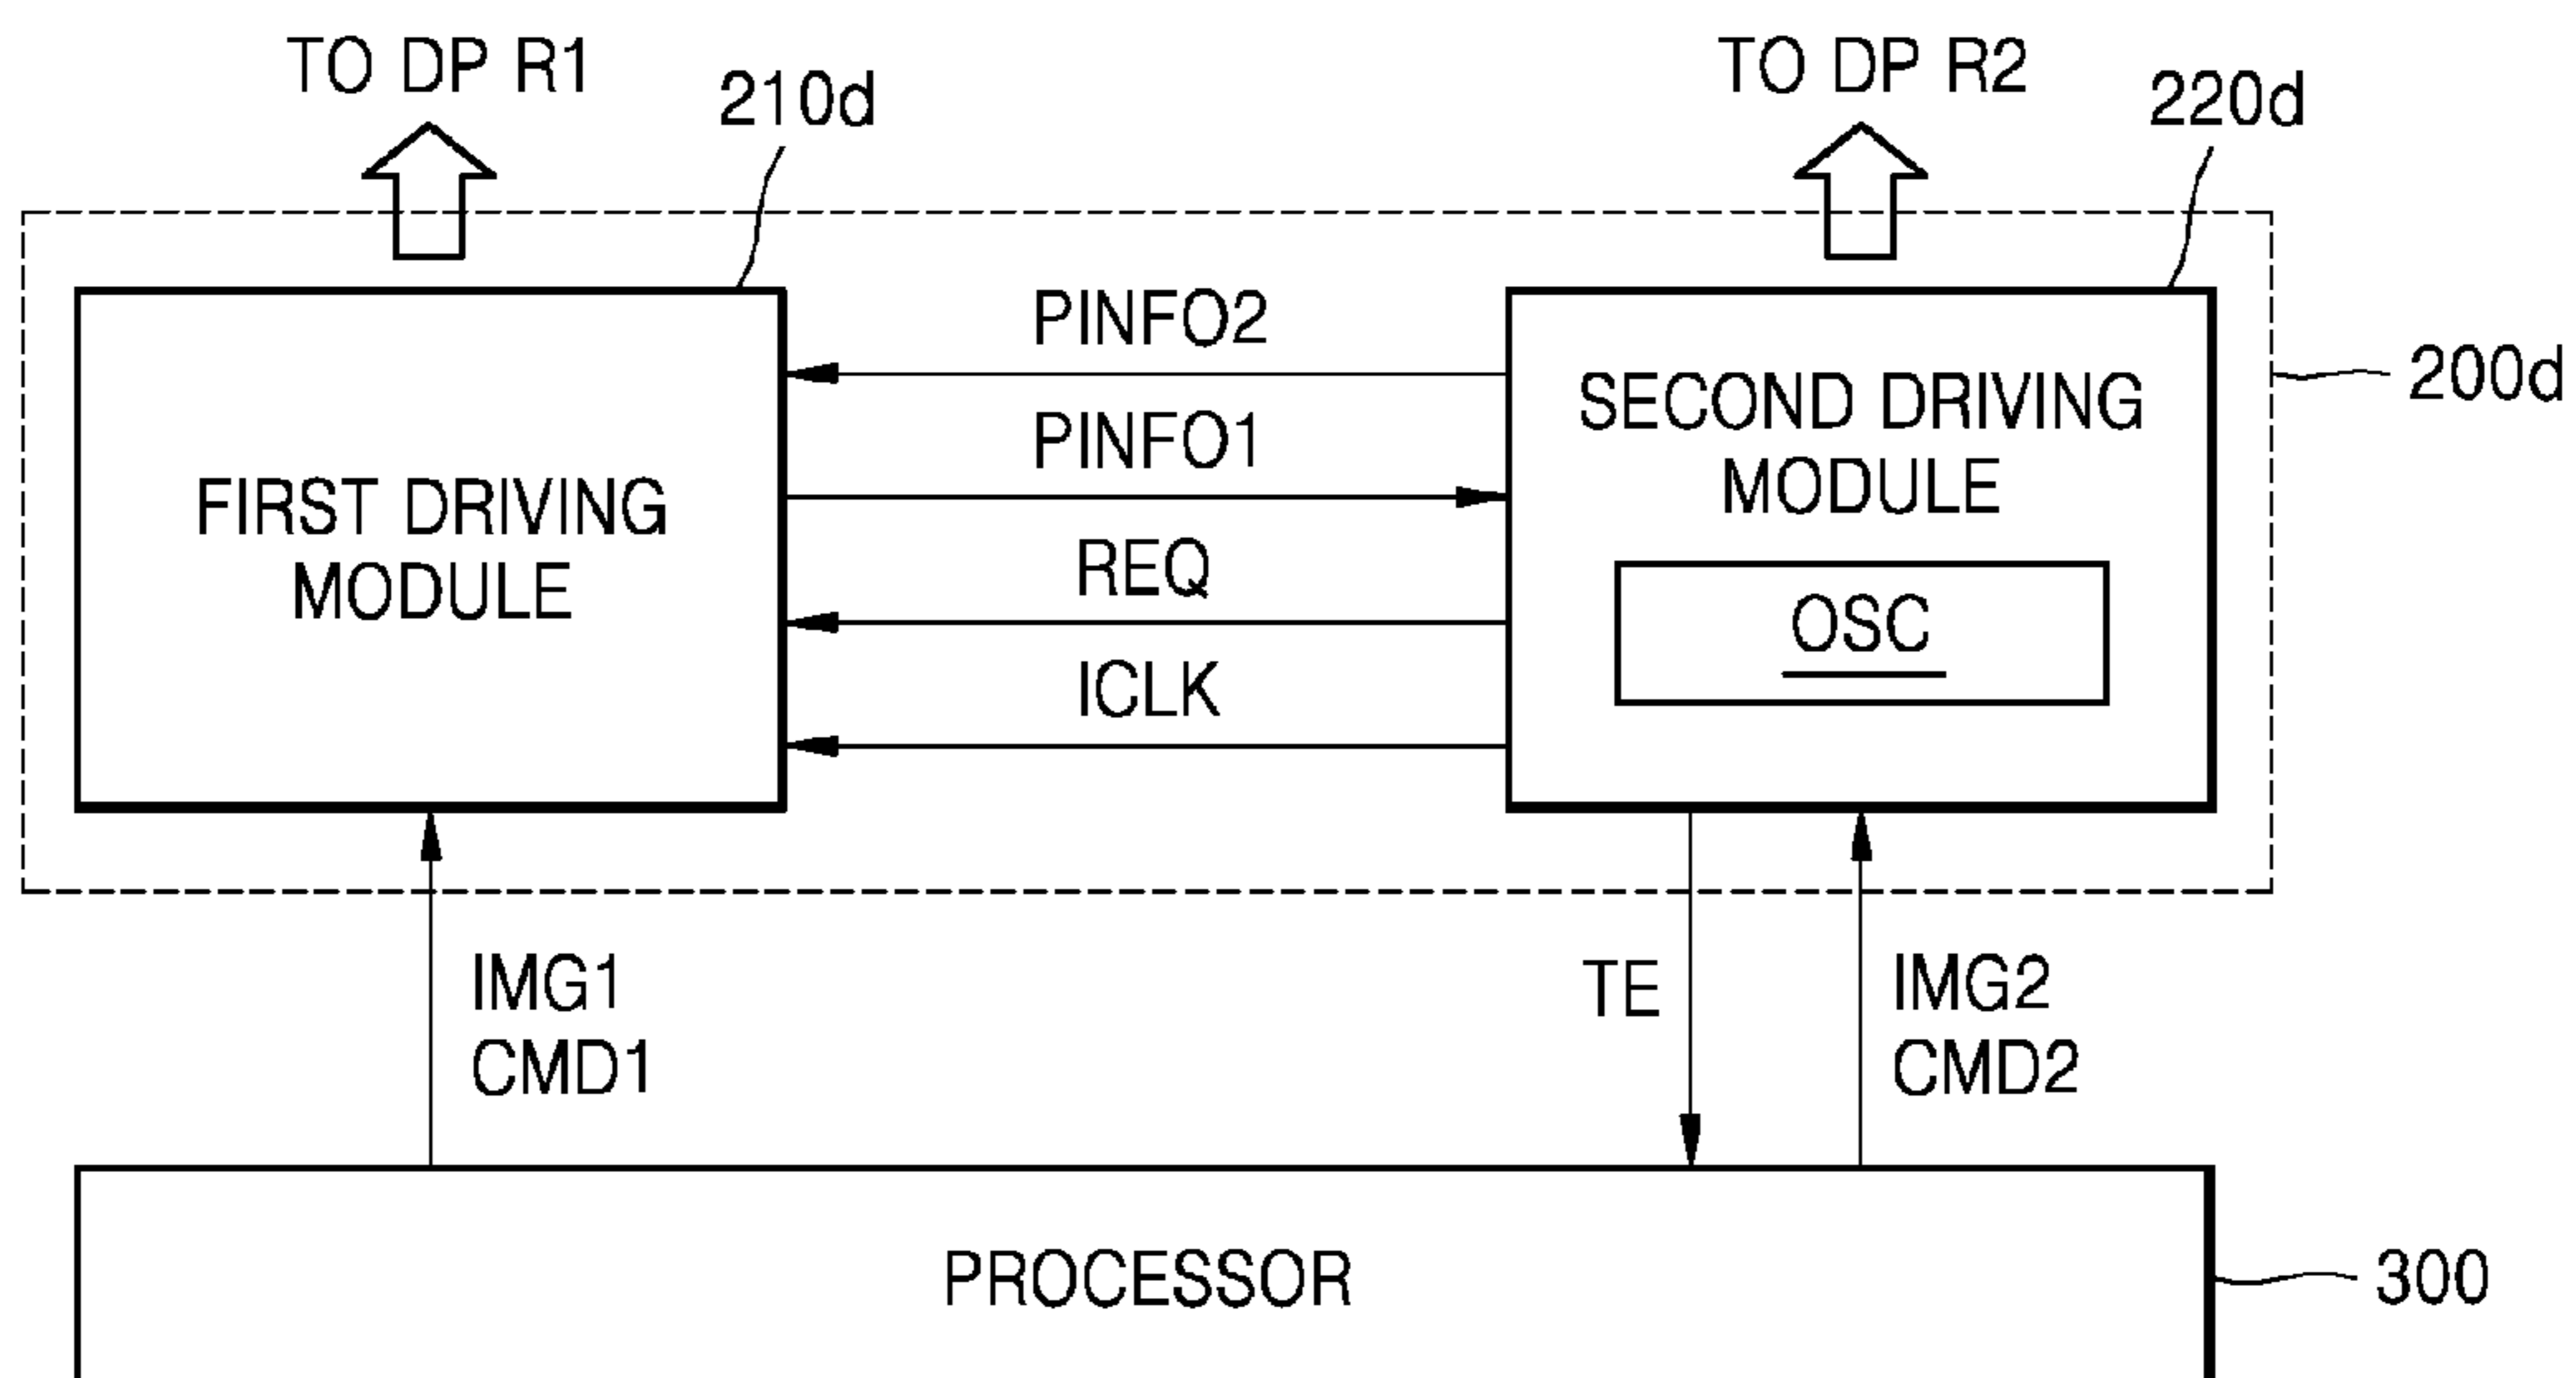 TO DP R1
TO DP R2
210d
220d
200d
PINFO2
PINFO1
REQ
ICLK
FIRST DRIVING
MODULE
SECOND DRIVING
MODULE
OSC
IMG1
CMD1
TE
IMG2
CMD2
PROCESSOR
300